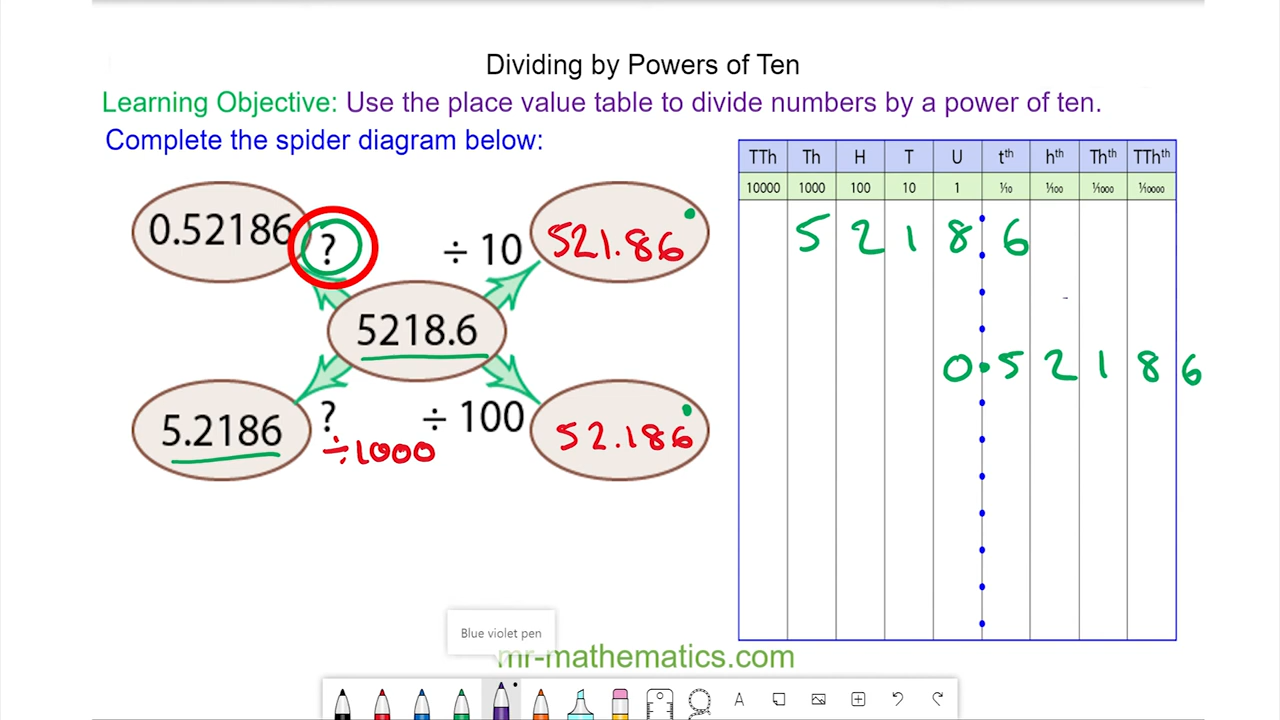 Dividing by Powers of Ten
Learning Objective: Use the place value table to divide numbers by a power of ten.
Complete the spider diagram below:
0.52186
?
÷ 10
521.86
5218.6
5.2186
?
÷1000
÷ 100
52.186
TTh Th H T U tth hth Thth TThth
10000 1000 100 10 1 1/10 1/100 1/1000 1/10000
5 2 1 8 . 6
0 . 5 2 1 8 6
Blue violet pen
mr-mathematics.com
A